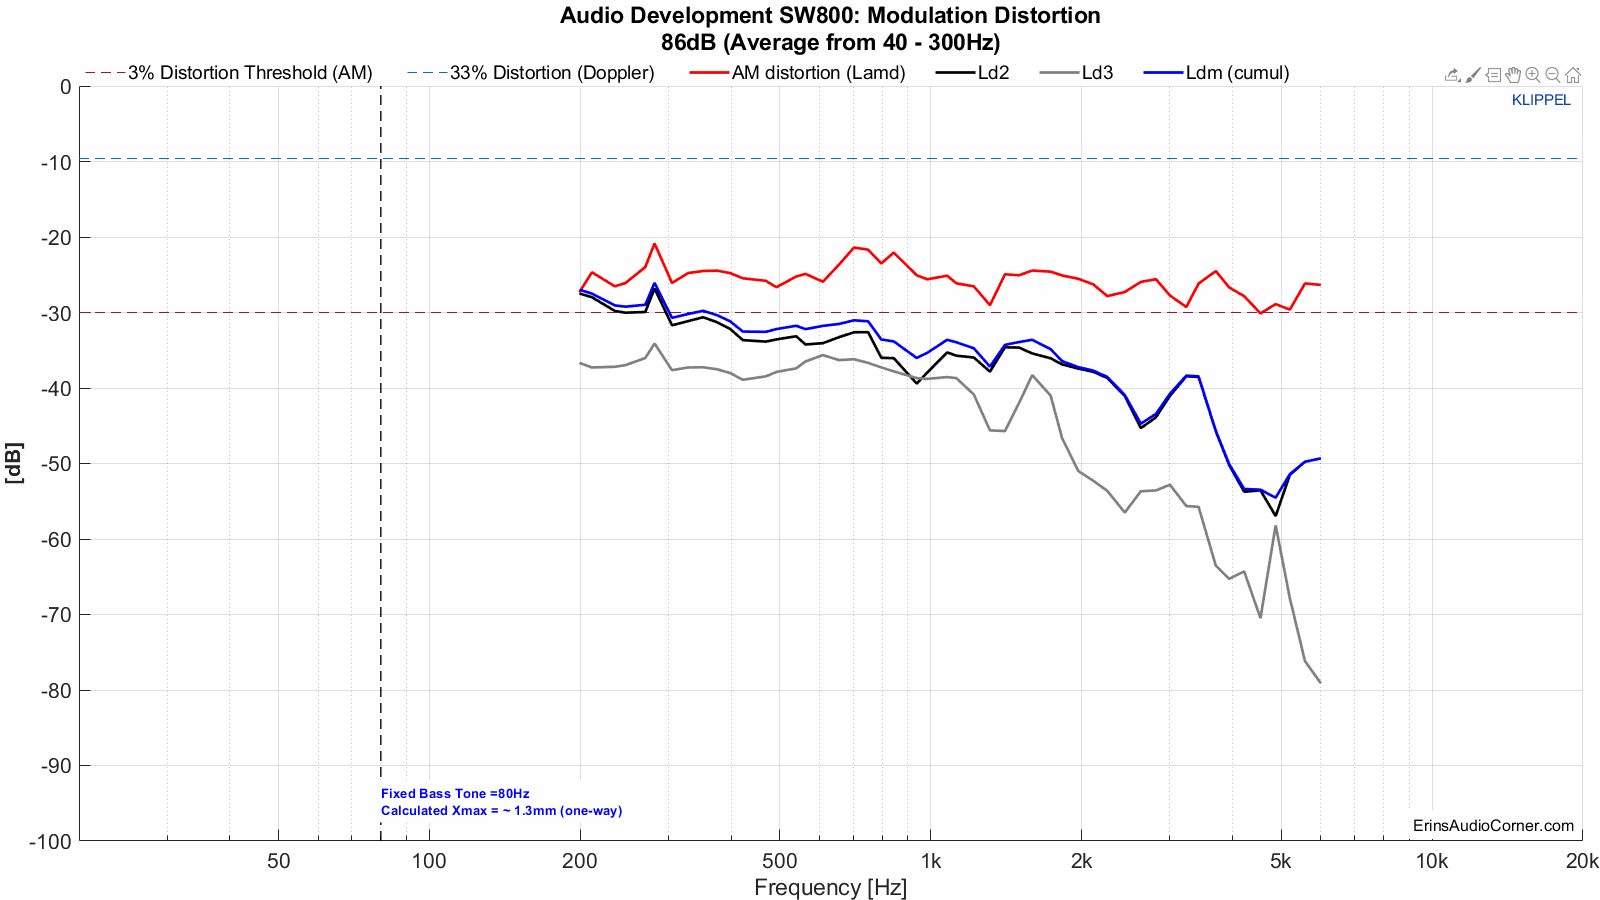 Audio Development SW800: Modulation Distortion
86dB (Average from 40 - 300Hz)
3% Distortion Threshold (AM) 33% Distortion (Doppler) AM distortion (Lamd) Ld2 Ld3 Ldm (cumul)
KLIPPEL
0
-10
-20
-30
-40
-50
-60
-70
-80
-90
-100
[dB]
Fixed Bass Tone =80Hz
Calculated Xmax = ~ 1.3mm (one-way)
ErinsAudioCorner.com
50 100 200 500 1k 2k 5k 10k 20k
Frequency [Hz]